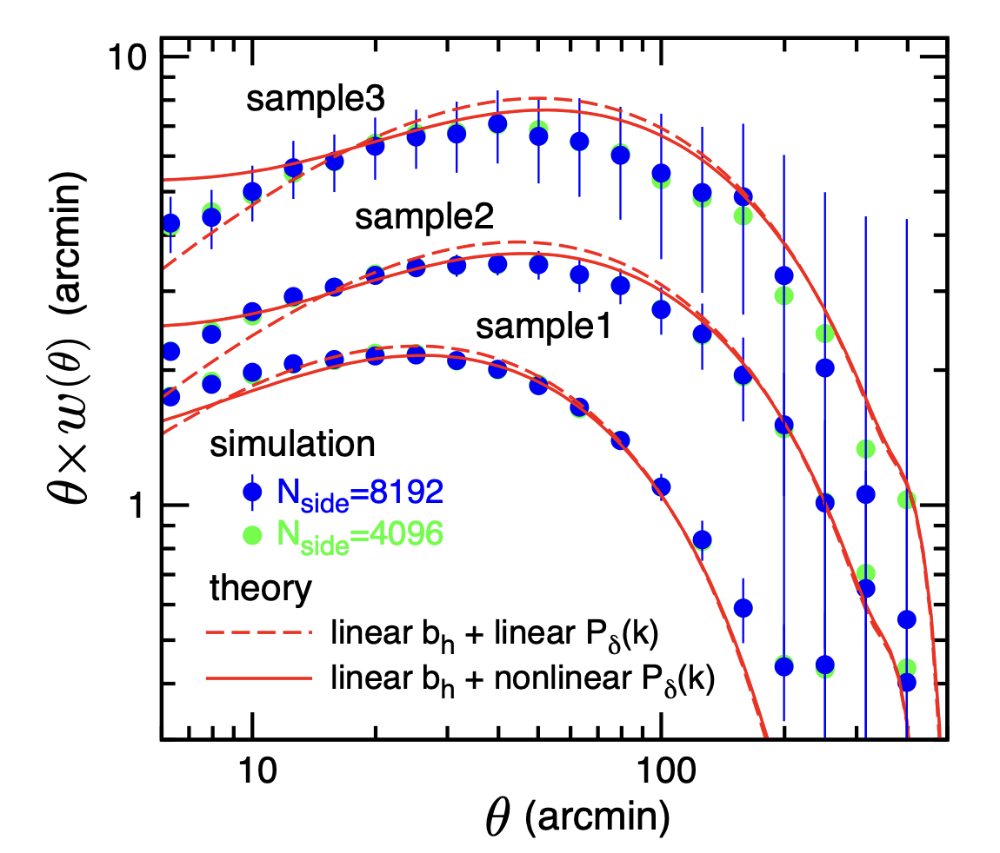 10
sample3
sample2
sample1
θ×w(θ) (arcmin)
1
simulation
N_side=8192
N_side=4096
theory
linear b_h + linear P_δ(k)
linear b_h + nonlinear P_δ(k)
10 100
θ (arcmin)